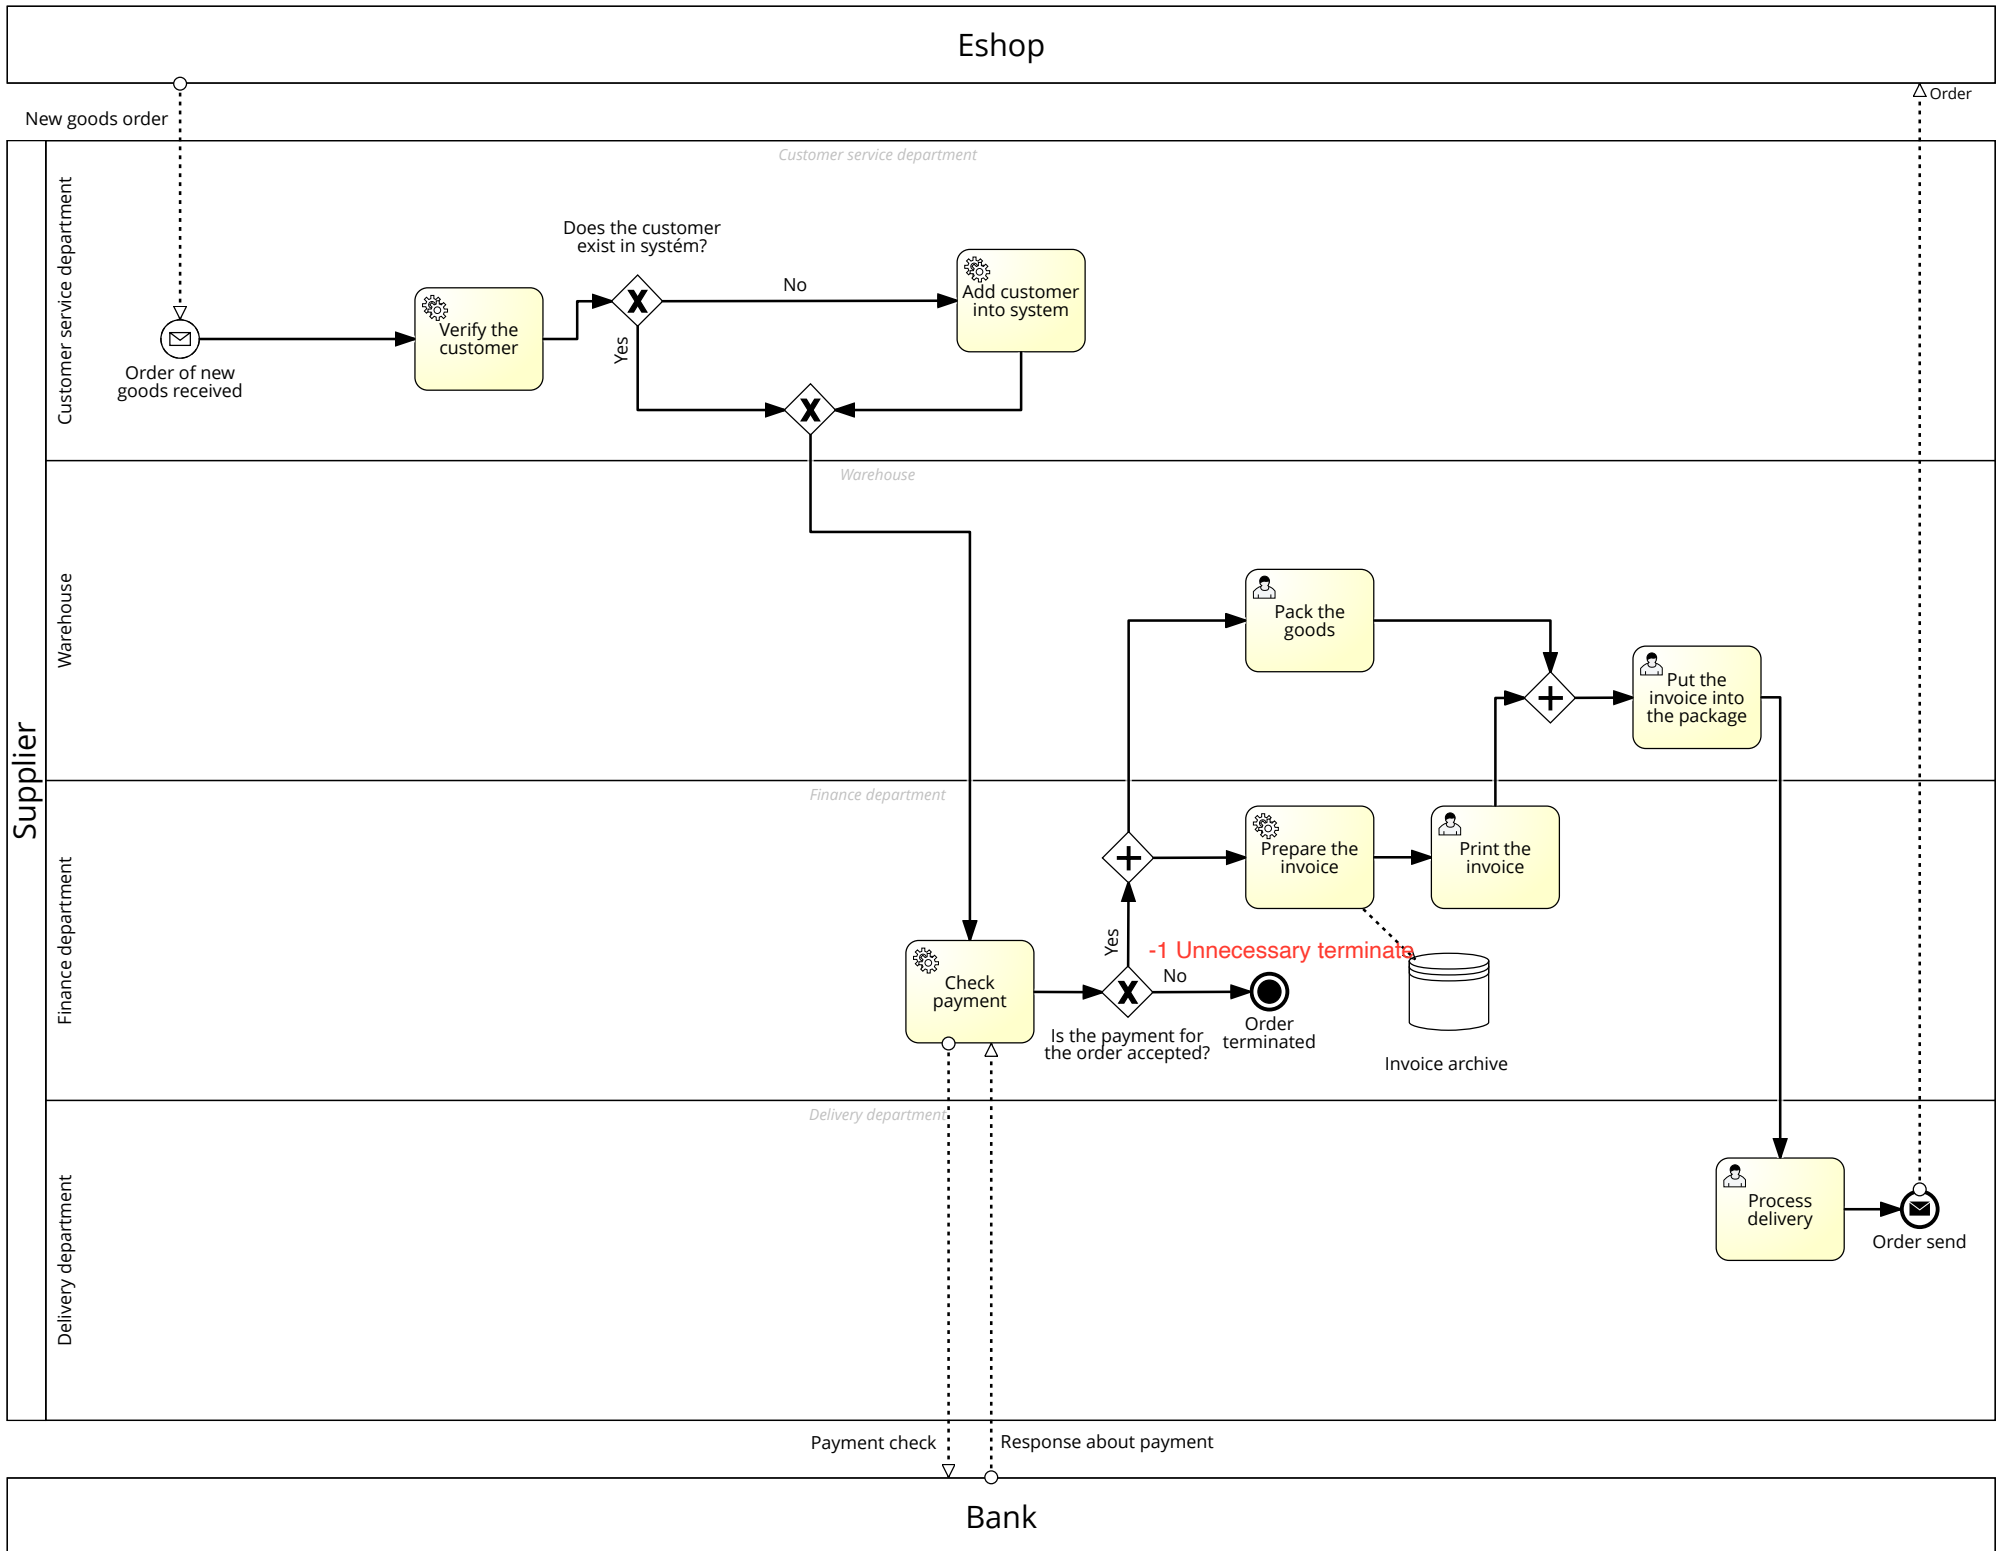 Eshop
New goods order
Order
Supplier
Customer service department
Customer service department
Does the customer
exist in systém?
No
Yes
Add customer
into system
Verify the
customer
Order of new
goods received
Warehouse
Warehouse
Pack the
goods
Put the
invoice into
the package
Finance department
Finance department
Prepare the
invoice
Print the
invoice
Yes
-1 Unnecessary terminate
No
Check
payment
Is the payment for
the order accepted?
Order
terminated
Invoice archive
Delivery department
Delivery department
Process
delivery
Order send
Payment check
Response about payment
Bank